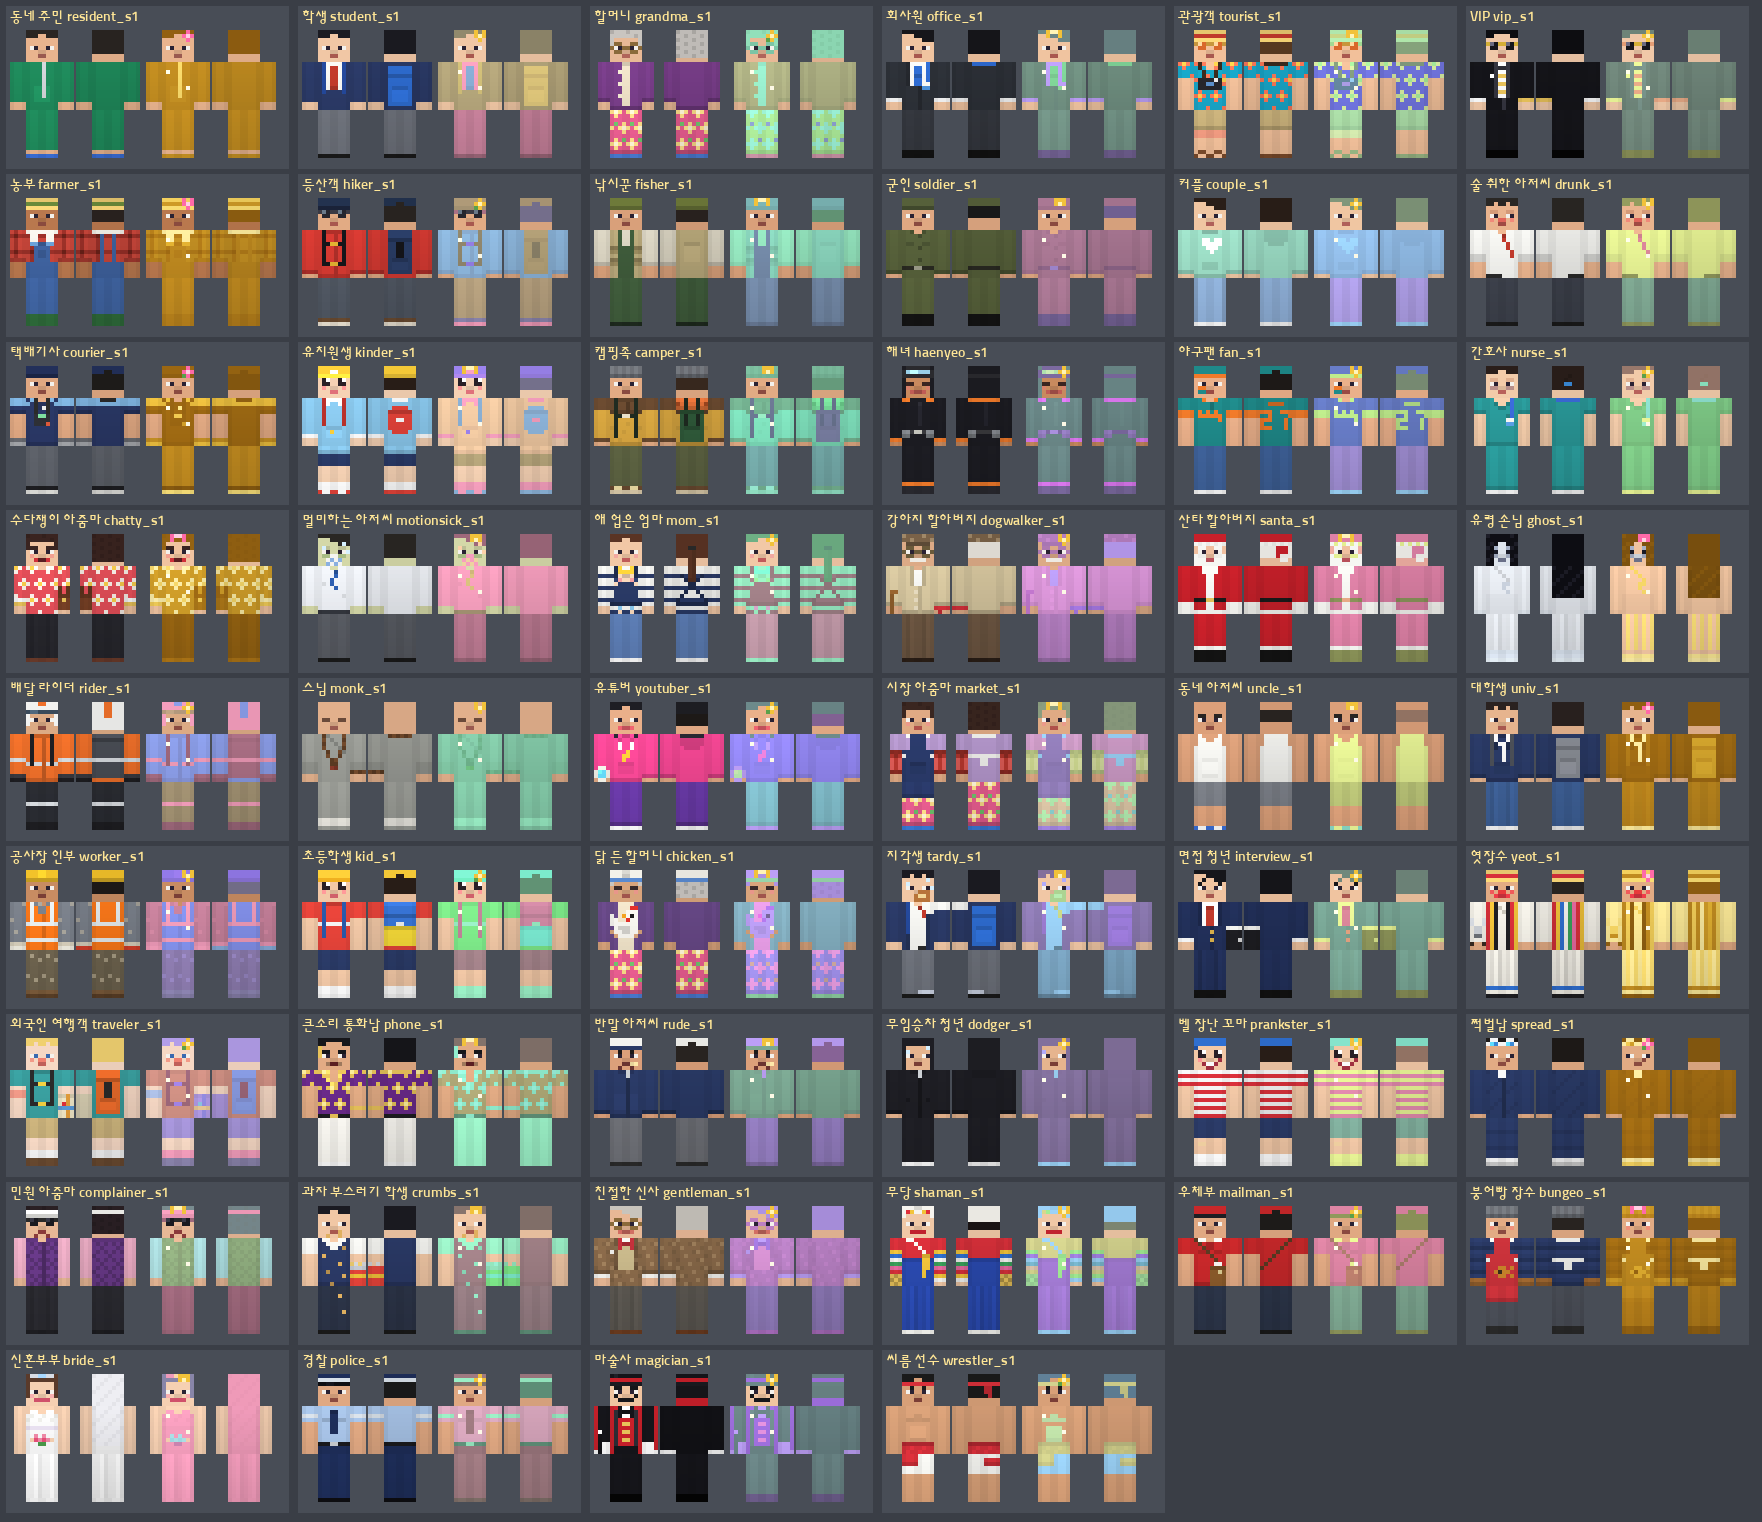 동네 주민 resident_s1
학생 student_s1
할머니 grandma_s1
회사원 office_s1
관광객 tourist_s1
VIP vip_s1
농부 farmer_s1
등산객 hiker_s1
낚시꾼 fisher_s1
군인 soldier_s1
커플 couple_s1
술 취한 아저씨 drunk_s1
택배기사 courier_s1
유치원생 kinder_s1
캠핑족 camper_s1
해녀 haenyeo_s1
야구팬 fan_s1
간호사 nurse_s1
수다쟁이 아줌마 chatty_s1
멀미하는 아저씨 motionsick_s1
애 업은 엄마 mom_s1
강아지 할아버지 dogwalker_s1
산타 할아버지 santa_s1
유령 손님 ghost_s1
배달 라이더 rider_s1
스님 monk_s1
유튜버 youtuber_s1
시장 아줌마 market_s1
동네 아저씨 uncle_s1
대학생 univ_s1
공사장 인부 worker_s1
초등학생 kid_s1
닭 든 할머니 chicken_s1
지각생 tardy_s1
면접 청년 interview_s1
엿장수 yeot_s1
외국인 여행객 traveler_s1
큰소리 통화남 phone_s1
반말 아저씨 rude_s1
무임승차 청년 dodger_s1
벨 장난 꼬마 prankster_s1
쩍벌남 spread_s1
민원 아줌마 complainer_s1
과자 부스러기 학생 crumbs_s1
친절한 신사 gentleman_s1
무당 shaman_s1
우체부 mailman_s1
붕어빵 장수 bungeo_s1
신혼부부 bride_s1
경찰 police_s1
마술사 magician_s1
씨름 선수 wrestler_s1